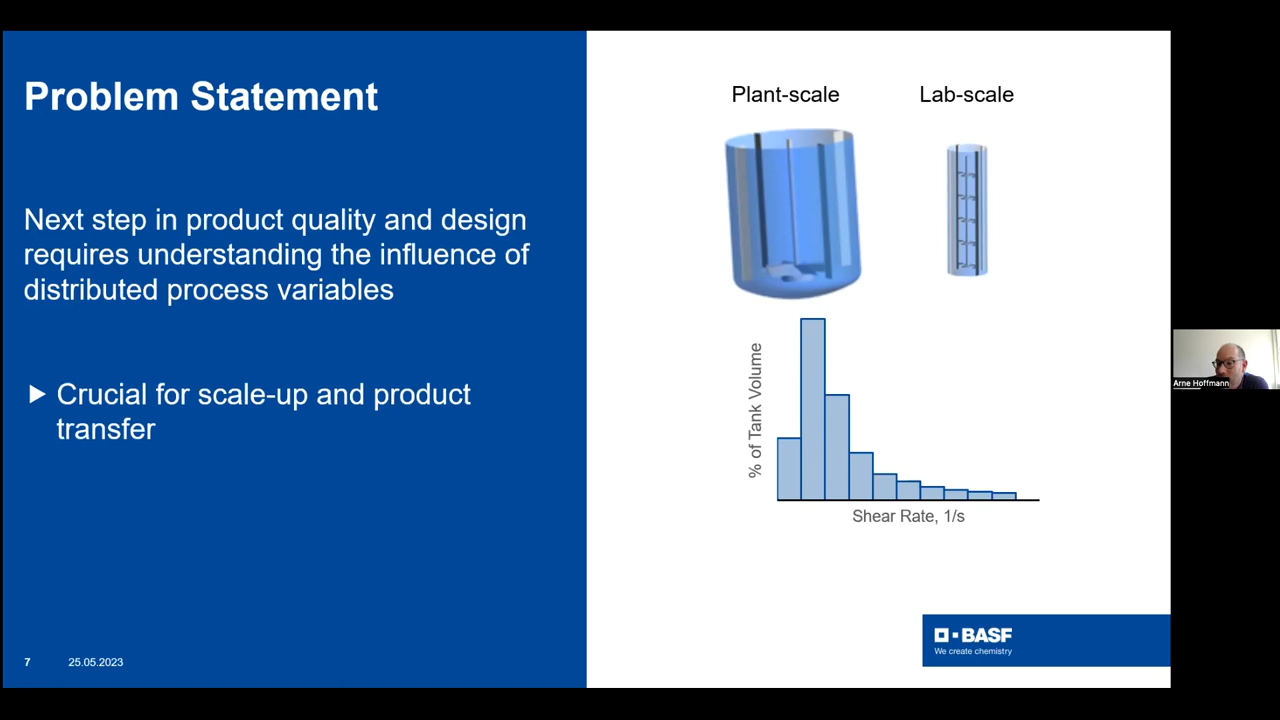 Problem Statement
Next step in product quality and design
requires understanding the influence of
distributed process variables
Crucial for scale-up and product
transfer
7
25.05.2023
Plant-scale
Lab-scale
% of Tank Volume
Shear Rate, 1/s
BASF
We create chemistry
Arne Hoffmann